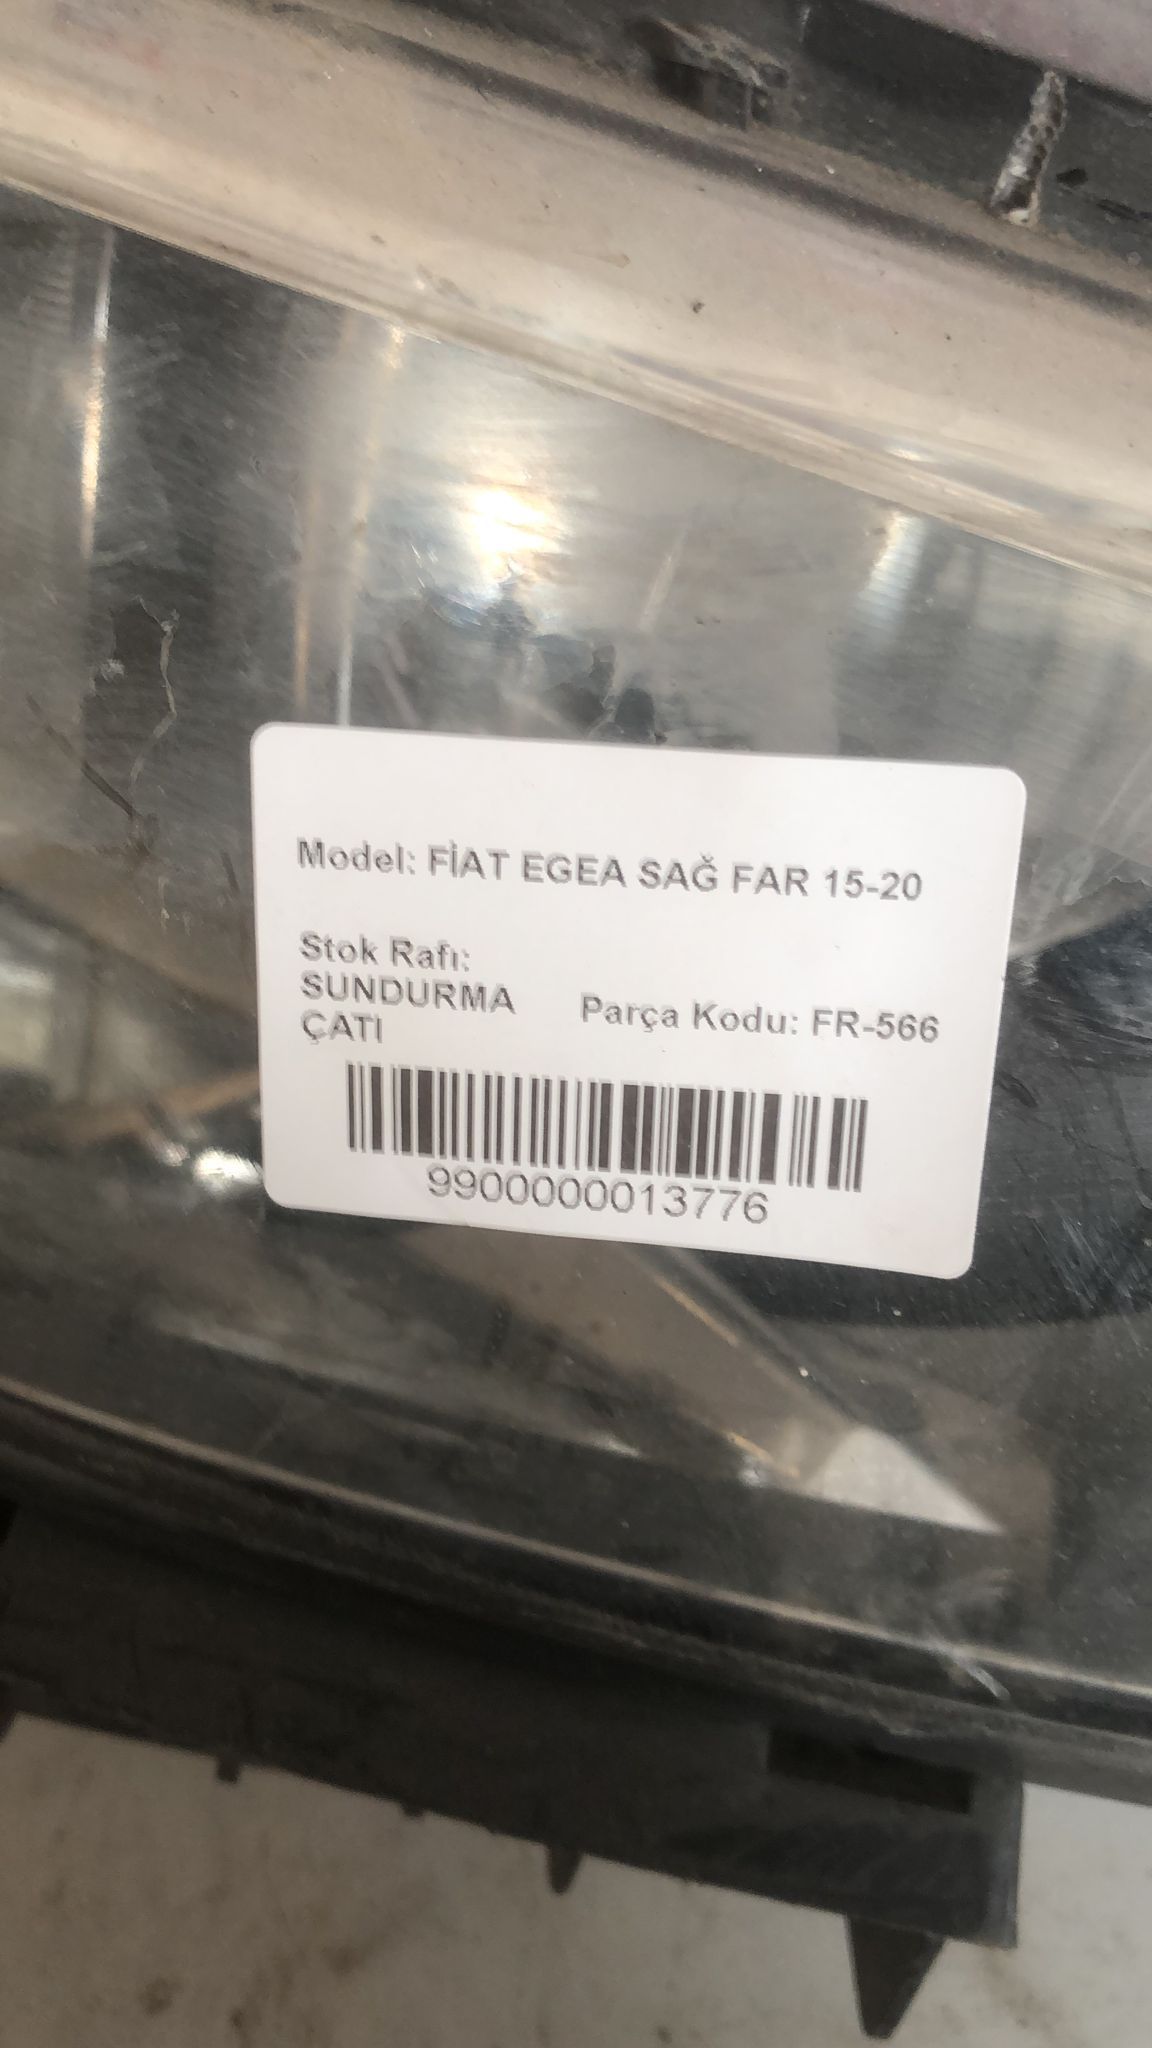 Model: FİAT EGEA SAĞ FAR 15-20
Stok Rafı:
SUNDURMA
ÇATI
Parça Kodu: FR-566
9900000013776